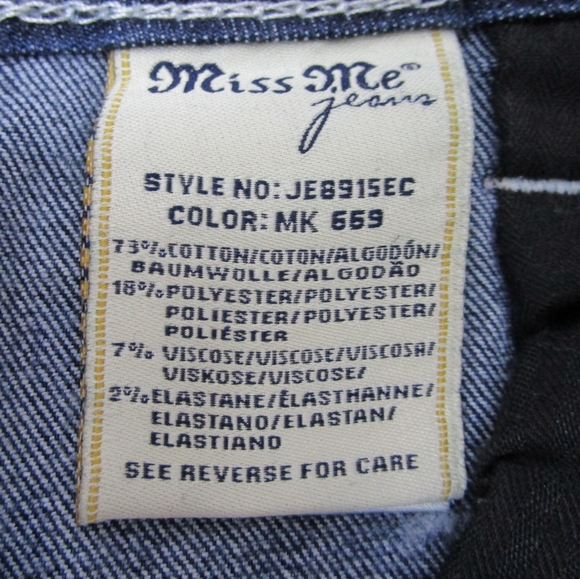 Miss Me®
jeans
STYLE NO: JE8915EC
COLOR: MK 669
73% COTTON/COTON/ALGODÓN/
BAUMWOLLE/ALGODÃO
18% POLYESTER/POLYESTER/
POLIESTER/POLYESTER/
POLIÉSTER
7% VISCOSE/VISCOSE/VISCOSA/
VISKOSE/VISCOSE/
2% ELASTANE/ÉLASTHANNE/
ELASTANO/ELASTAN/
ELASTIANO
SEE REVERSE FOR CARE